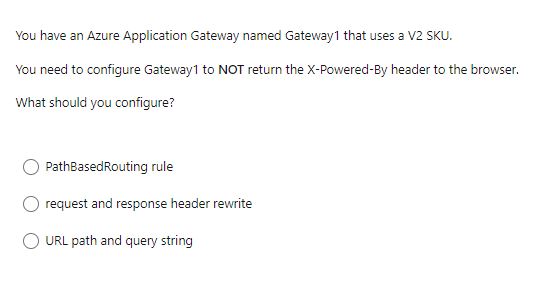 You have an Azure Application Gateway named Gateway1 that uses a V2 SKU.
You need to configure Gateway1 to NOT return the X-Powered-By header to the browser.
What should you configure?
PathBasedRouting rule
request and response header rewrite
URL path and query string